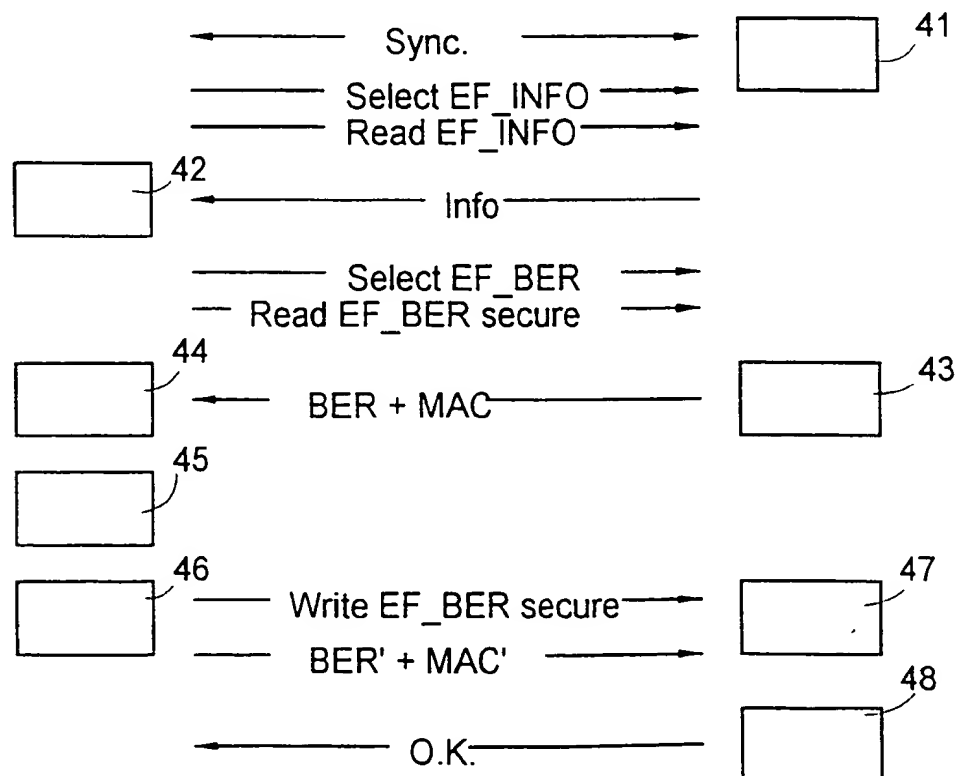 Sync.
41
Select EF_INFO
Read EF_INFO
42
Info
Select EF_BER
Read EF_BER secure
44
43
BER + MAC
45
46
47
Write EF_BER secure
BER' + MAC'
48
O.K.